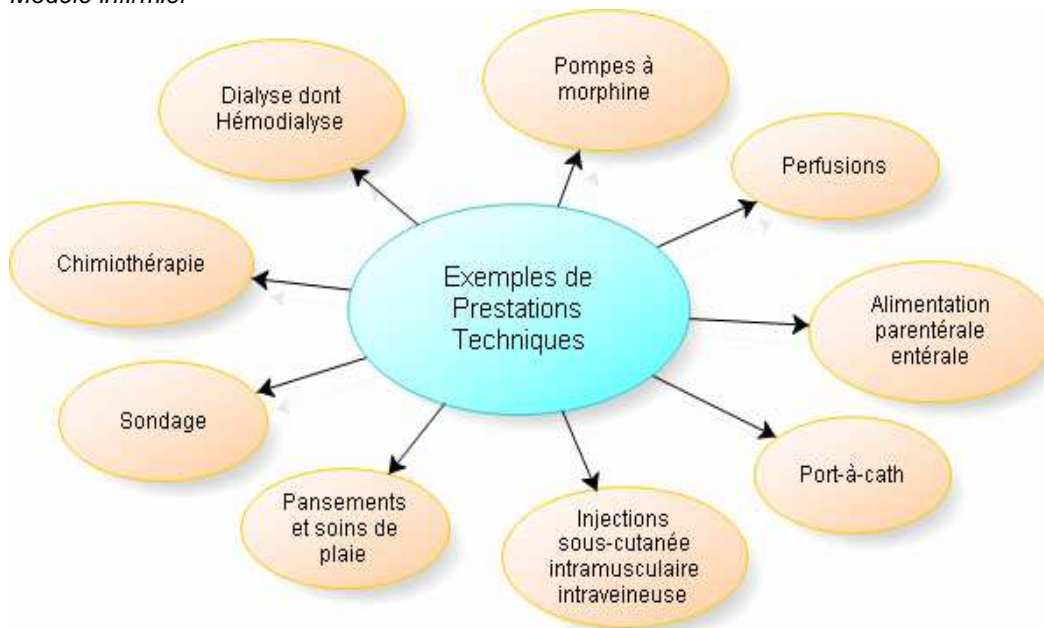 Modèle infirmier
Pompes à
morphine
Dialyse dont
Hémodialyse
Perfusions
Chimiothérapie
Exemples de
Prestations
Techniques
Alimentation
parentérale
entérale
Sondage
Port-à-cath
Pansements
et soins de
plaie
Injections
sous-cutanée
intramusculaire
intraveineuse